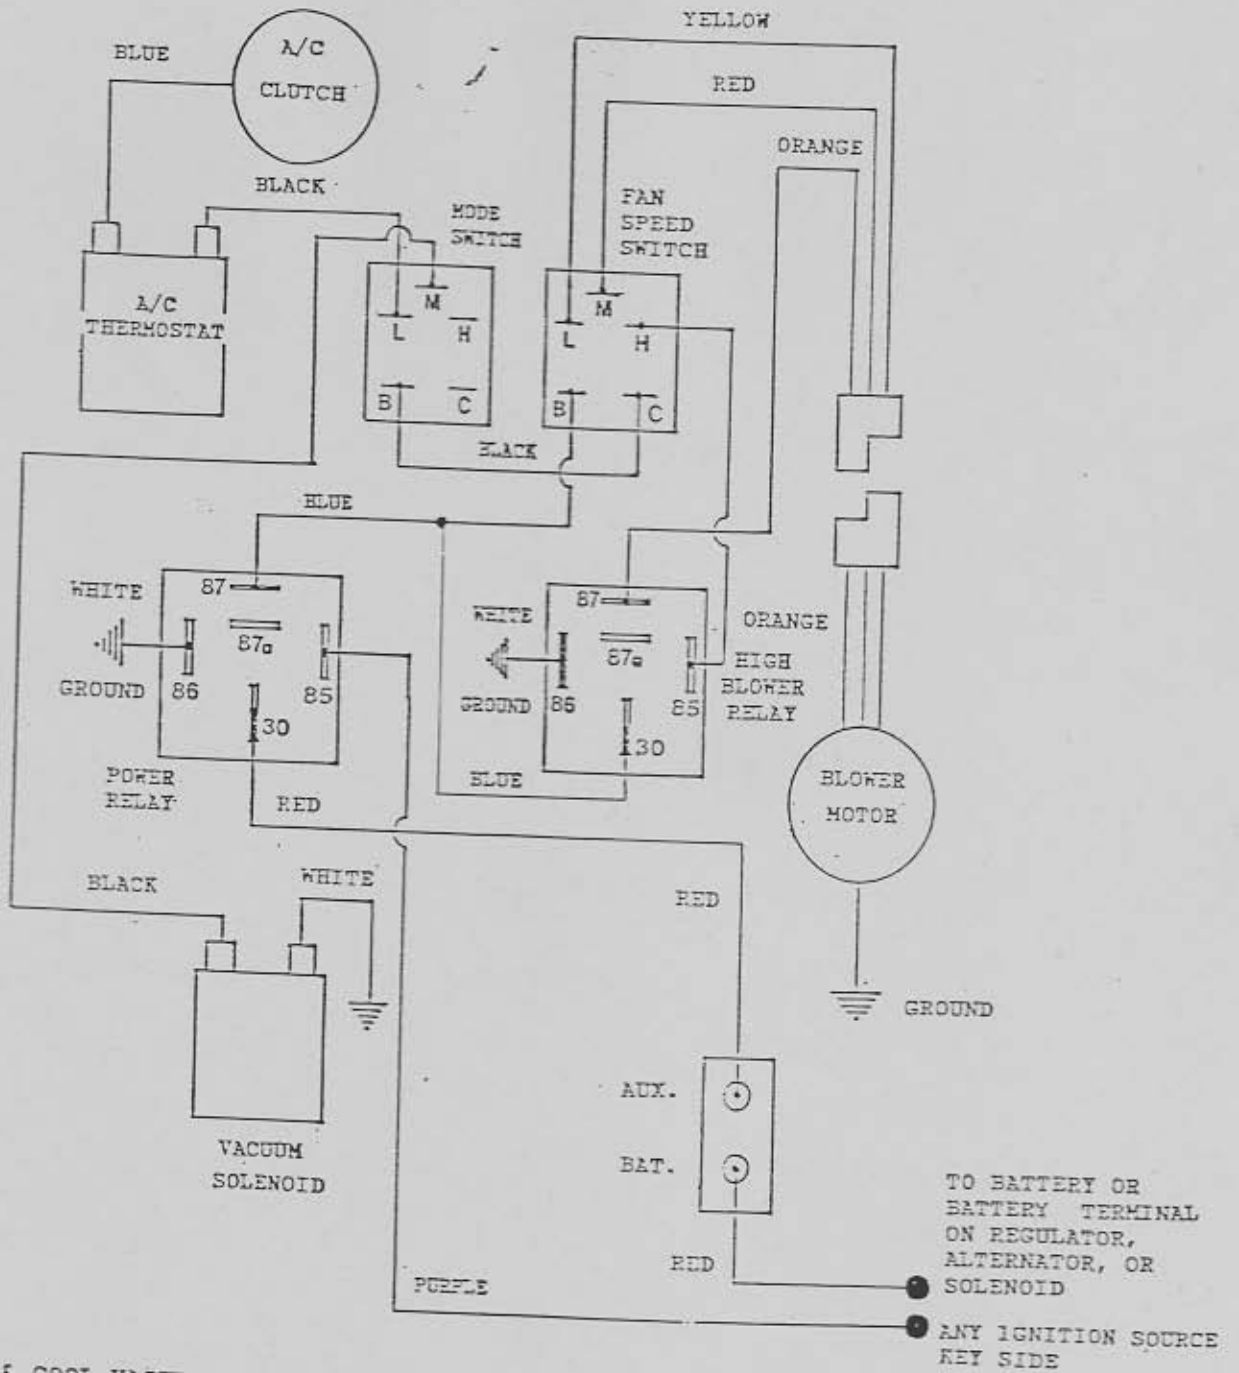 YELLOW
BLUE
A/C
CLUTCH
RED
ORANGE
BLACK
MODE
SWITCH
FAN
SPEED
SWITCH
A/C
THERMOSTAT
M
L
H
B
C
M
L
H
B
C
BLACK
BLUE
WHITE
87
87a
GROUND
86
85
30
POWER
RELAY
RED
WHITE
87
87a
GROUND
86
85
30
BLUE
ORANGE
HIGH
BLOWER
RELAY
BLOWER
MOTOR
BLACK
WHITE
RED
GROUND
VACUUM
SOLENOID
AUX.
BAT.
RED
TO BATTERY OR
BATTERY TERMINAL
ON REGULATOR,
ALTERNATOR, OR
SOLENOID
PURPLE
ANY IGNITION SOURCE
KEY SIDE